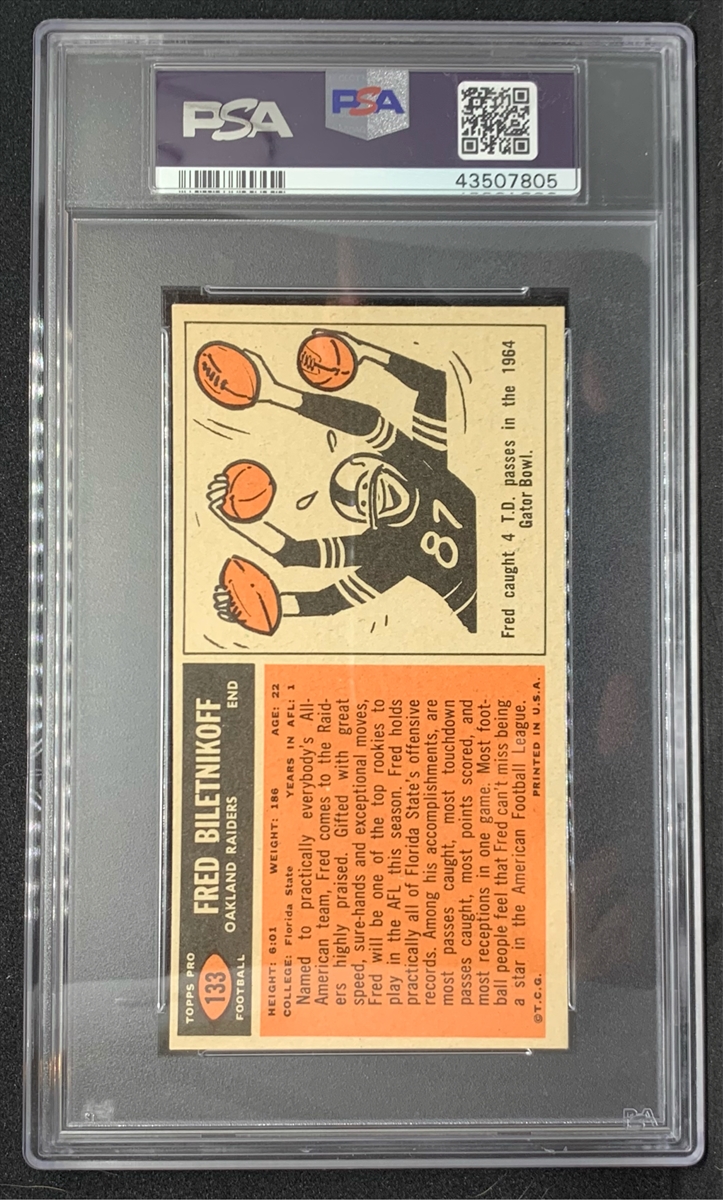 PSA
PSA
43507805
TOPPS PRO
133
FOOTBALL
FRED BILETNIKOFF
OAKLAND RAIDERS END
HEIGHT: 6:01 WEIGHT: 186 AGE: 22
COLLEGE: Florida State YEARS IN AFL: 1
Named to practically everybody's All-
American team, Fred comes to the Raid-
ers highly praised. Gifted with great
speed, sure-hands and exceptional moves,
Fred will be one of the top rookies to
play in the AFL this season. Fred holds
practically all of Florida State's offensive
records. Among his accomplishments, are
most passes caught, most touchdown
passes caught, most points scored, and
most receptions in one game. Most foot-
ball people feel that Fred can't miss being
a star in the American Football League.
©T.C.G. PRINTED IN U.S.A.
87
Fred caught 4 T.D. passes in the 1964
Gator Bowl.